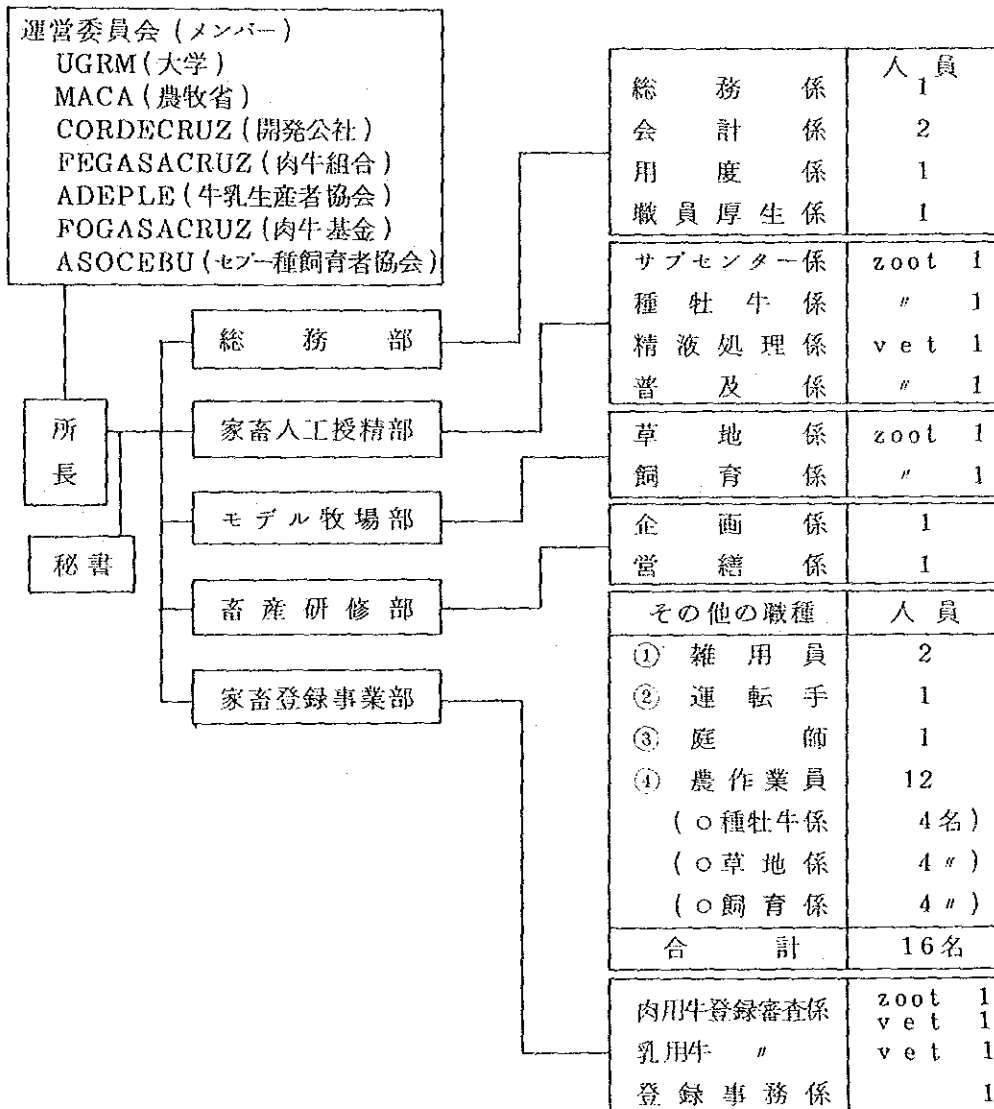 運営委員会(メンバー)
UGRM(大学)
MACA(農牧省)
CORDECRUZ(開発公社)
FEGASACRUZ(肉牛組合)
ADEPLE(牛乳生産者協会)
FOGASACRUZ(肉牛基金)
ASOCEBU(セブー種飼育者協会)
所長
秘書
総務部
家畜人工授精部
モデル牧場部
畜産研修部
家畜登録事業部
人員
総務係 1
会計係 2
用度係 1
職員厚生係 1
サブセンター係 zoot 1
種牡牛係 〃 1
精液処理係 vet 1
普及係 〃 1
草地係 zoot 1
飼育係 〃 1
企画係 1
営繕係 1
その他の職種 人員
① 雑用員 2
② 運転手 1
③ 庭師 1
④ 農作業員 12
(○種牡牛係 4名)
(○草地係 4〃)
(○飼育係 4〃)
合計 16名
肉用牛登録審査係 zoot 1
vet 1
乳用牛 〃 vet 1
登録事務係 1